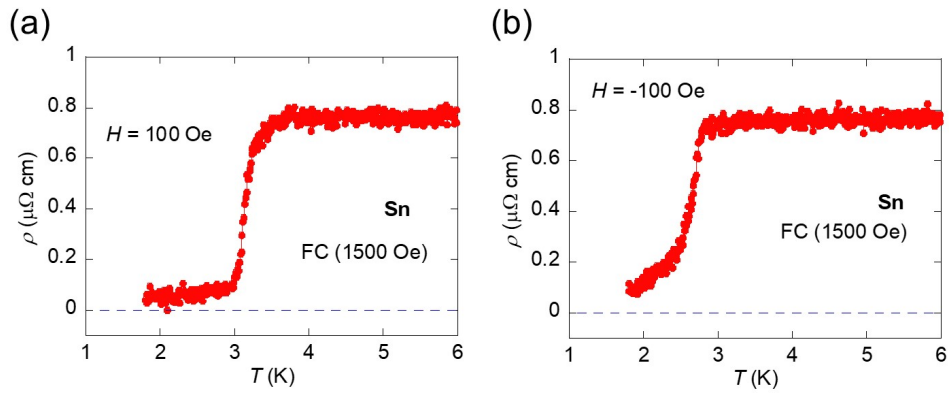 (a)
1
0.8
0.6
0.4
0.2
0
ρ (μΩ cm)
H = 100 Oe
Sn
FC (1500 Oe)
1 2 3 4 5 6
T (K)
(b)
1
0.8
0.6
0.4
0.2
0
ρ (μΩ cm)
H = -100 Oe
Sn
FC (1500 Oe)
1 2 3 4 5 6
T (K)